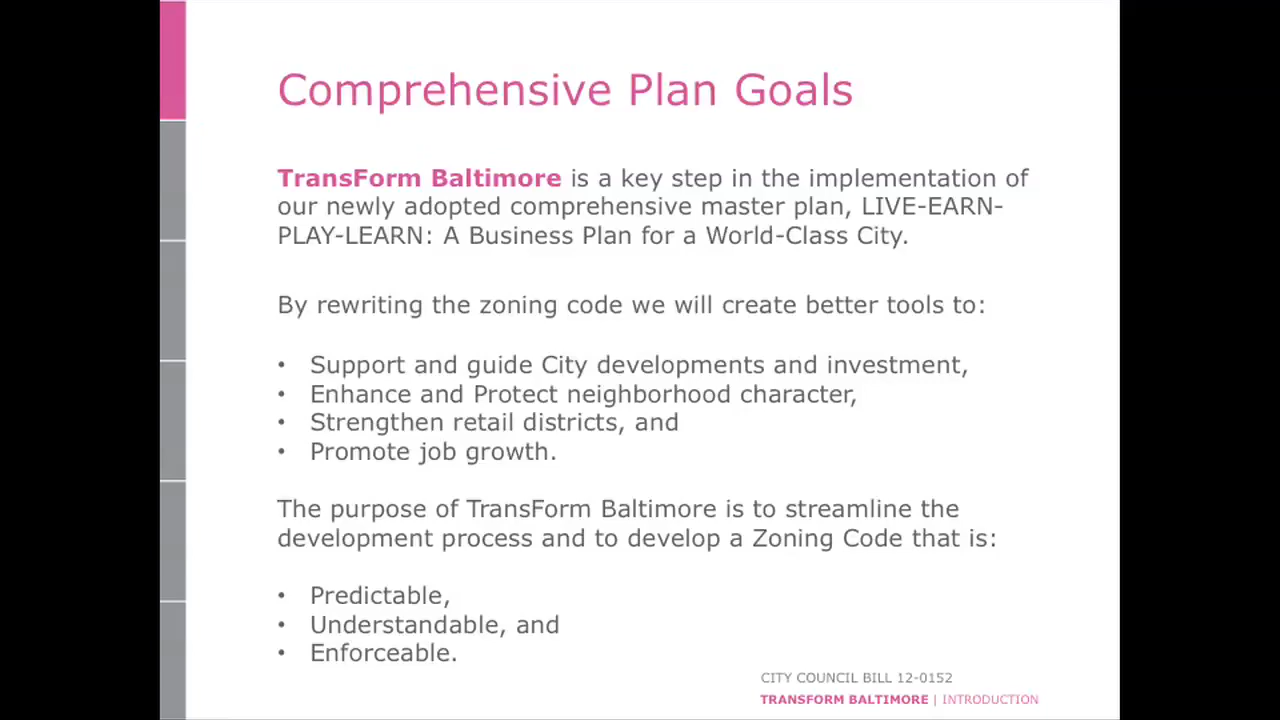 Comprehensive Plan Goals
TransForm Baltimore is a key step in the implementation of
our newly adopted comprehensive master plan, LIVE-EARN-
PLAY-LEARN: A Business Plan for a World-Class City.
By rewriting the zoning code we will create better tools to:
• Support and guide City developments and investment,
• Enhance and Protect neighborhood character,
• Strengthen retail districts, and
• Promote job growth.
The purpose of TransForm Baltimore is to streamline the
development process and to develop a Zoning Code that is:
• Predictable,
• Understandable, and
• Enforceable.
CITY COUNCIL BILL 12-0152
TRANSFORM BALTIMORE | INTRODUCTION